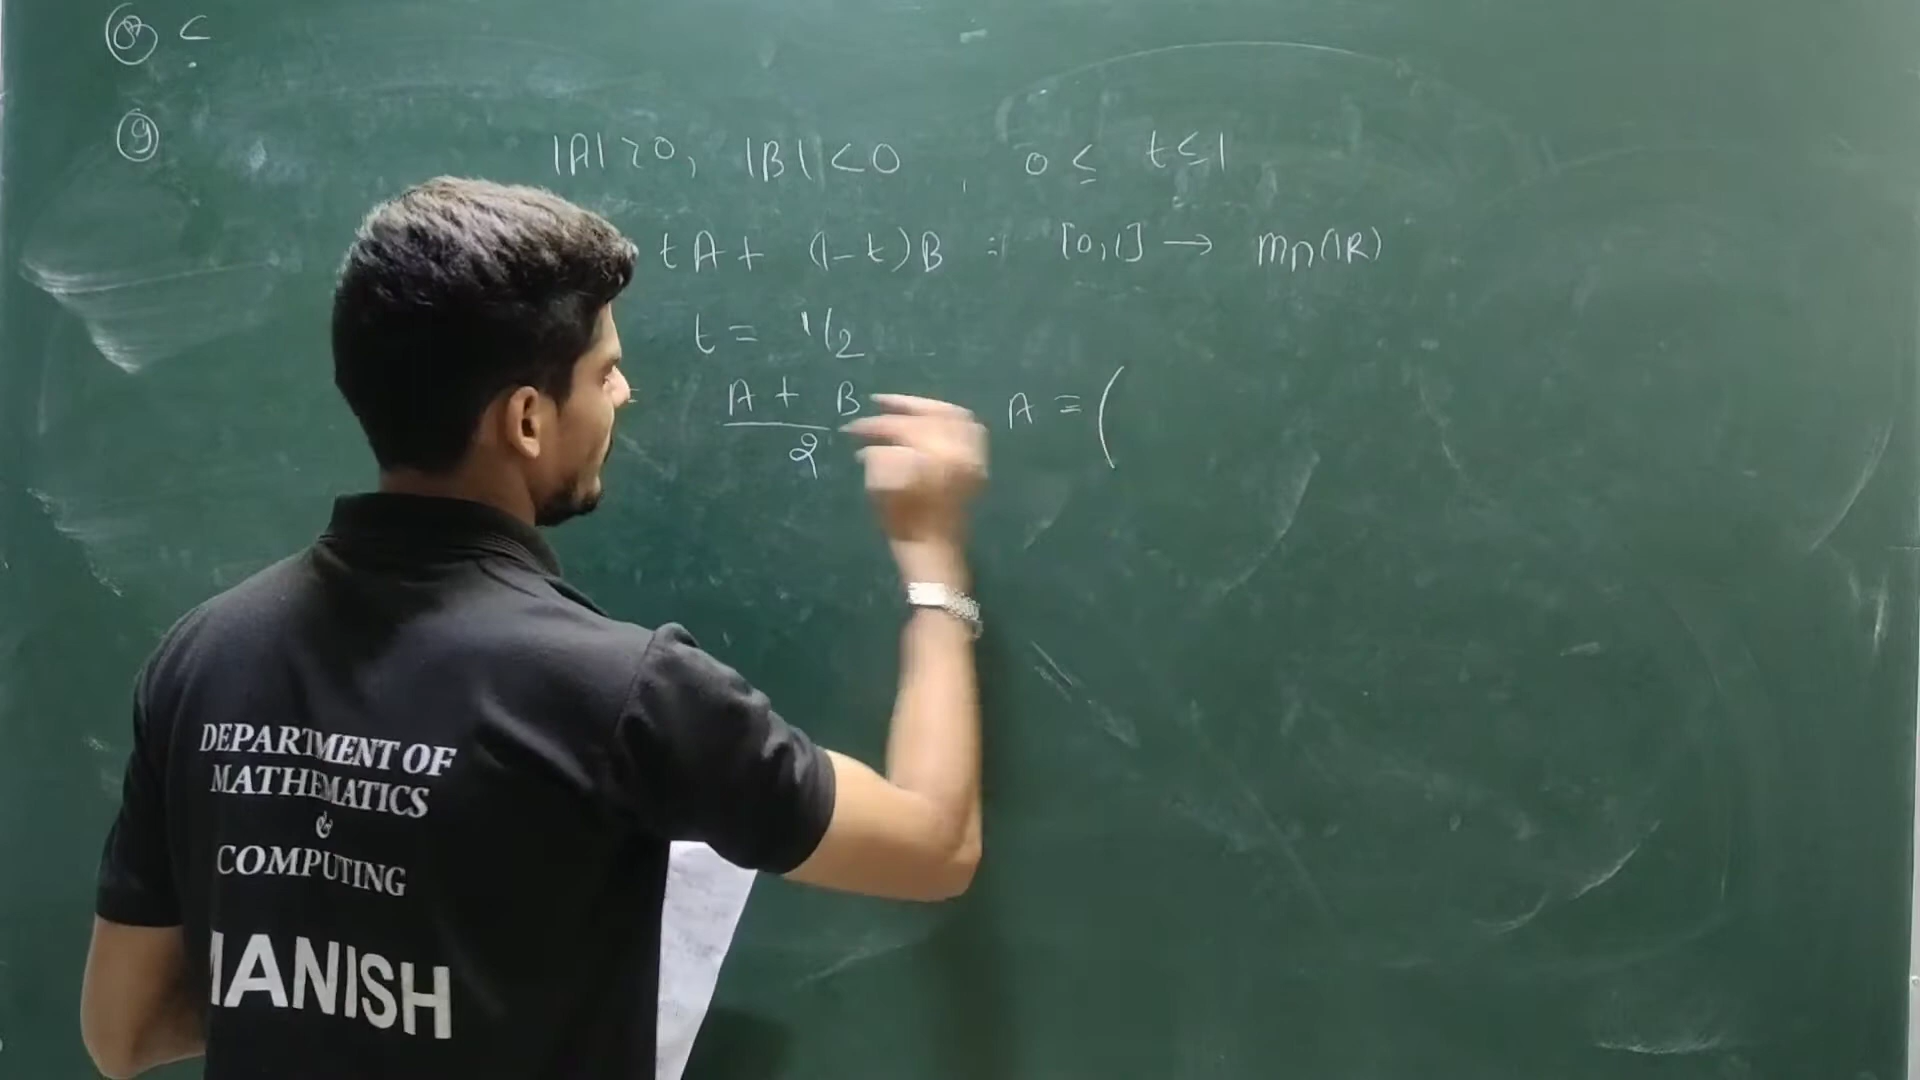 8 C
9
|A| > 0, |B| < 0, 0 ≤ t ≤ 1
tA + (1-t)B : [0,1] → Mn(IR)
t = 1/2
A + B
2
A = (
DEPARTMENT OF
MATHEMATICS
&
COMPUTING
MANISH